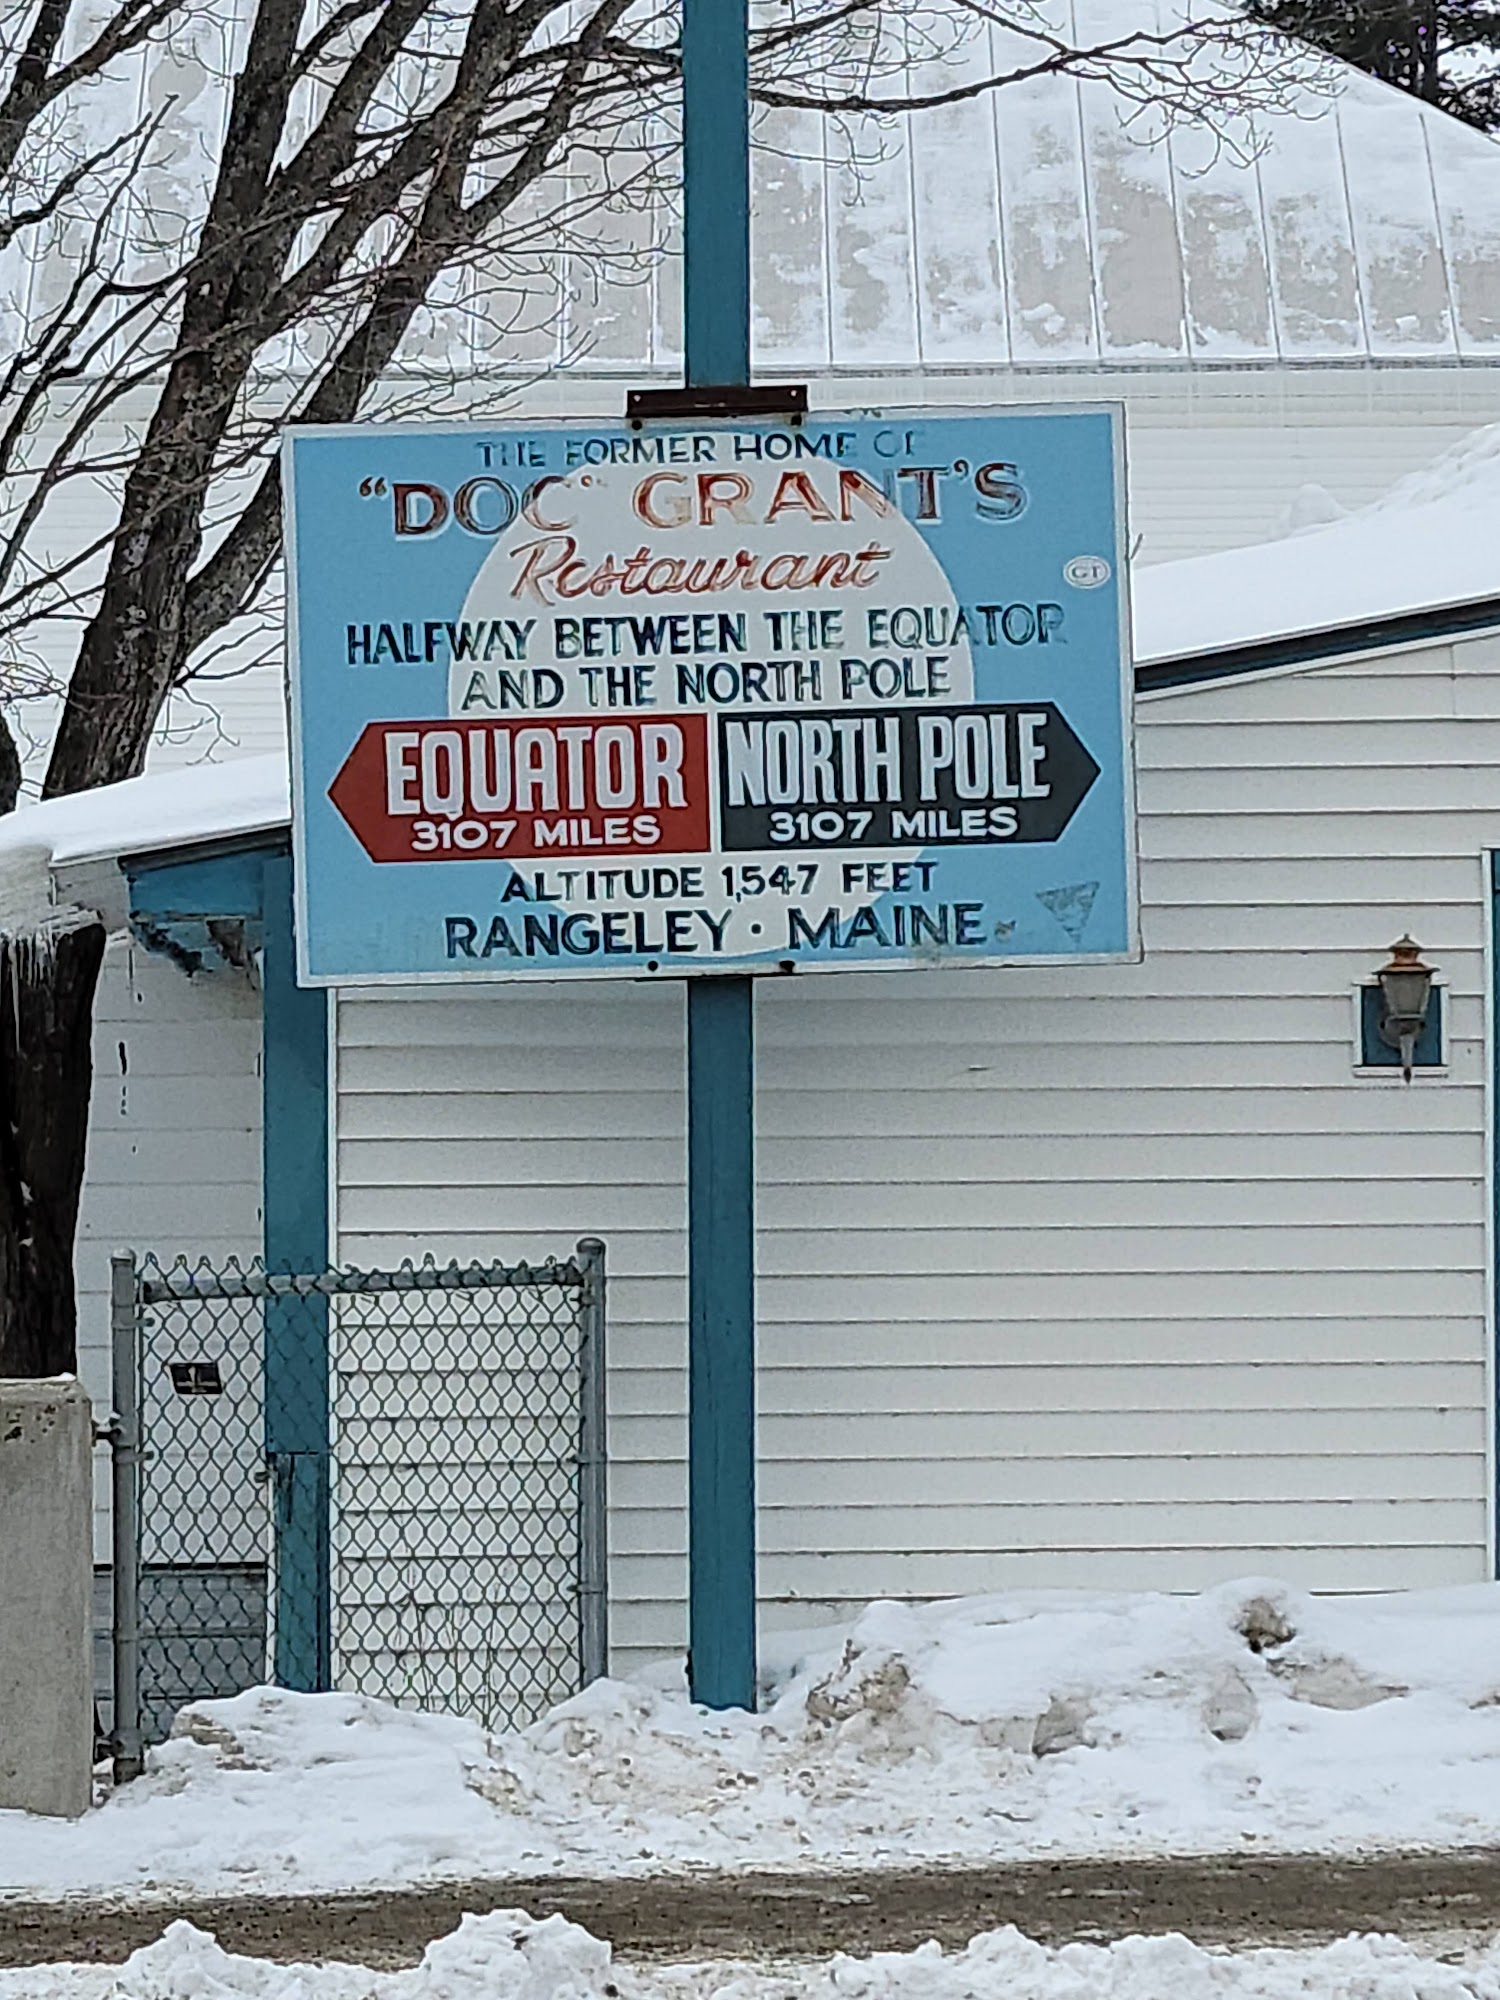 THE FORMER HOME OF
"DOC" GRANT'S
Restaurant
GT
HALFWAY BETWEEN THE EQUATOR
AND THE NORTH POLE
EQUATOR
3107 MILES
NORTH POLE
3107 MILES
ALTITUDE 1,547 FEET
RANGELEY · MAINE